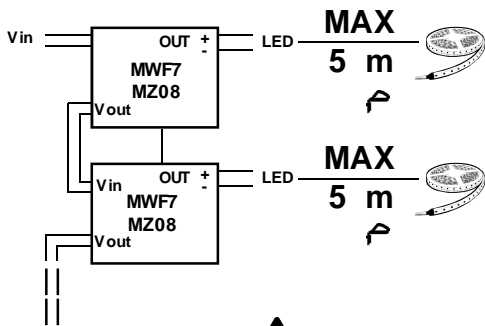 Vin
OUT + -
LED
MAX
5 m
MWF7
MZ08
Vout
OUT + -
LED
MAX
5 m
Vin
MWF7
MZ08
Vout